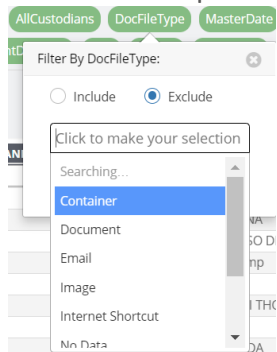 AllCustodians DocFileType MasterDate
Filter By DocFileType:
Include Exclude
Click to make your selection
Searching...
Container
Document
Email
Image
Internet Shortcut
No Data